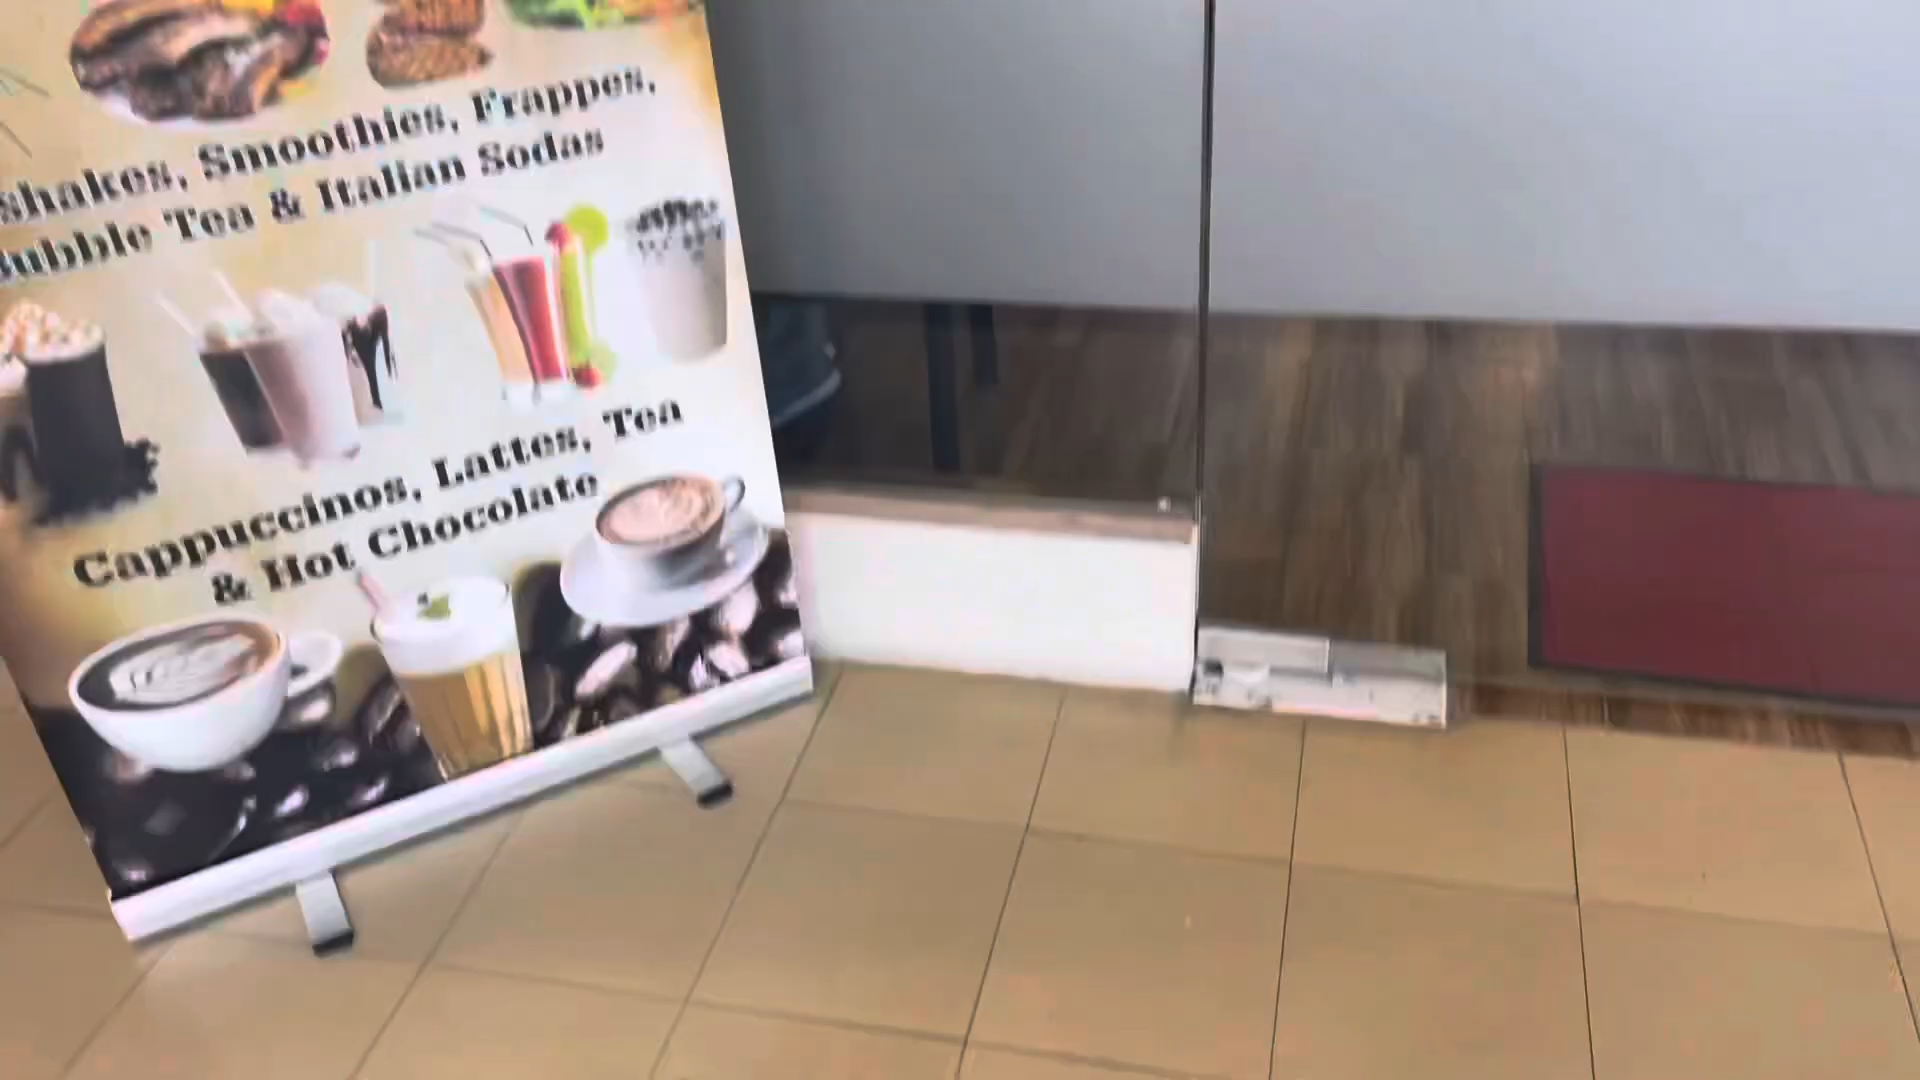 shakes, Smoothies, Frappes,
Bubble Tea & Italian Sodas
Cappuccinos, Lattes, Tea
& Hot Chocolate